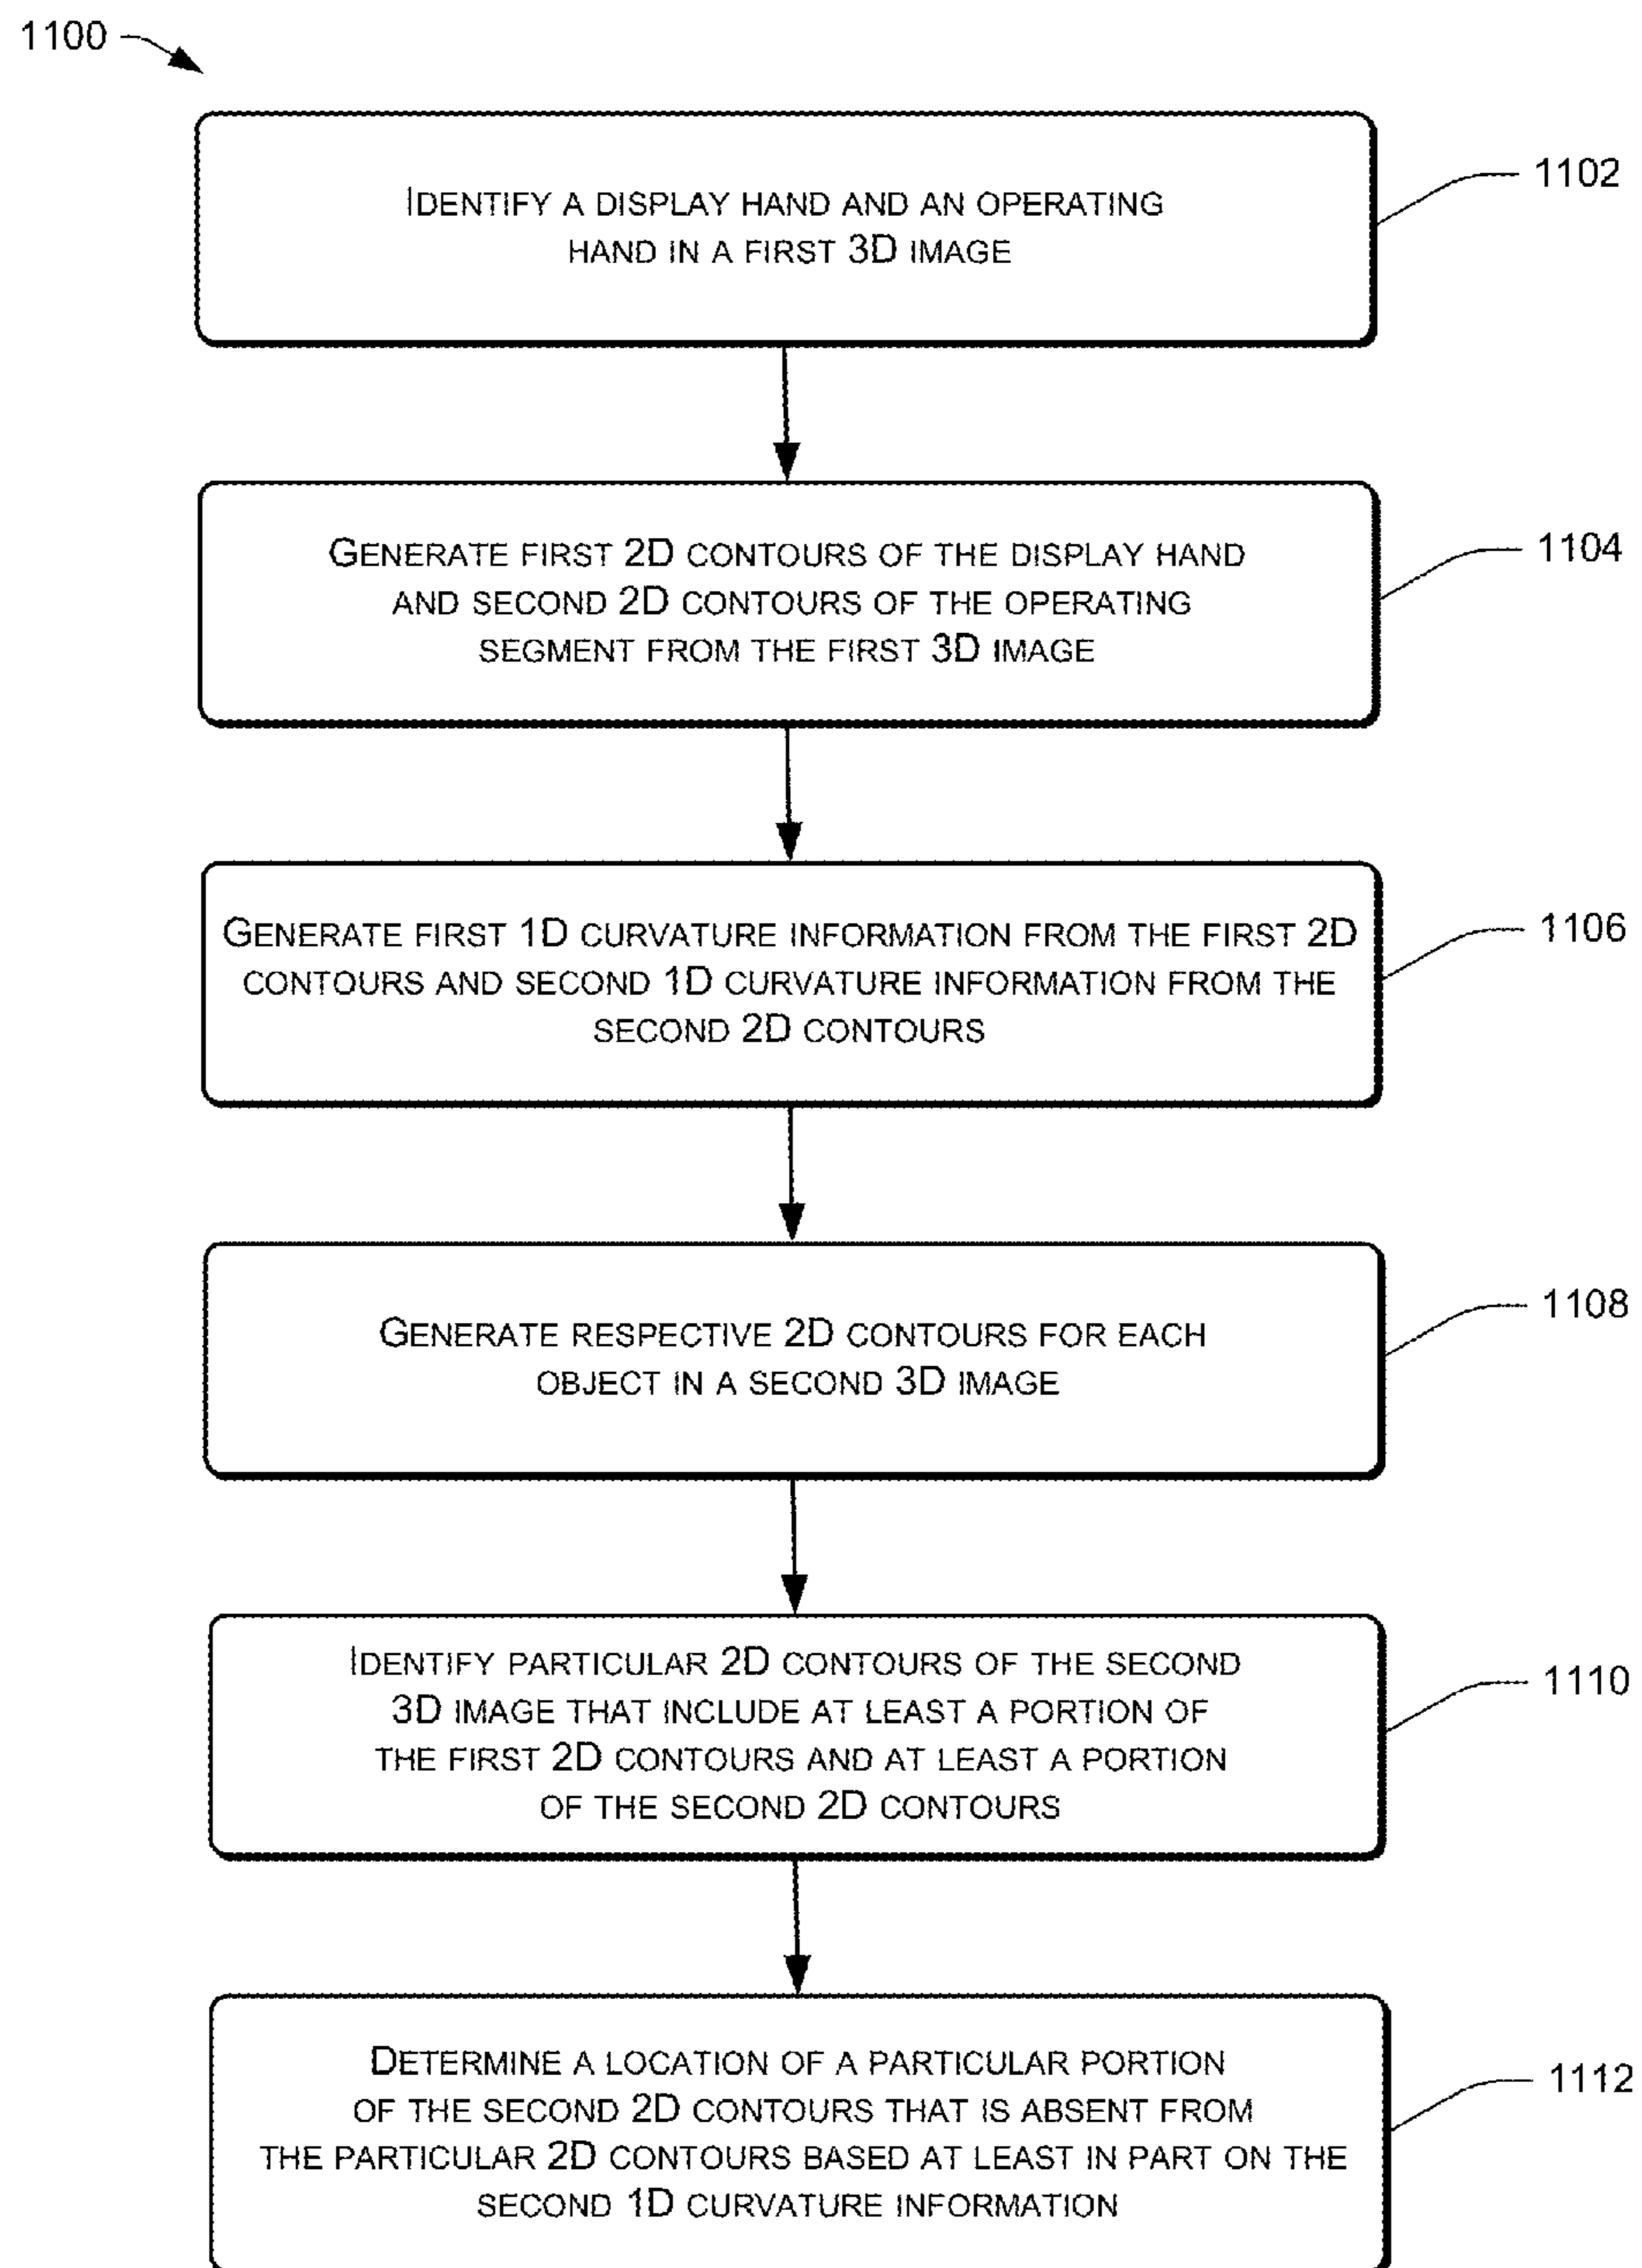 1100
IDENTIFY A DISPLAY HAND AND AN OPERATING
HAND IN A FIRST 3D IMAGE
1102
GENERATE FIRST 2D CONTOURS OF THE DISPLAY HAND
AND SECOND 2D CONTOURS OF THE OPERATING
SEGMENT FROM THE FIRST 3D IMAGE
1104
GENERATE FIRST 1D CURVATURE INFORMATION FROM THE FIRST 2D
CONTOURS AND SECOND 1D CURVATURE INFORMATION FROM THE
SECOND 2D CONTOURS
1106
GENERATE RESPECTIVE 2D CONTOURS FOR EACH
OBJECT IN A SECOND 3D IMAGE
1108
IDENTIFY PARTICULAR 2D CONTOURS OF THE SECOND
3D IMAGE THAT INCLUDE AT LEAST A PORTION OF
THE FIRST 2D CONTOURS AND AT LEAST A PORTION
OF THE SECOND 2D CONTOURS
1110
DETERMINE A LOCATION OF A PARTICULAR PORTION
OF THE SECOND 2D CONTOURS THAT IS ABSENT FROM
THE PARTICULAR 2D CONTOURS BASED AT LEAST IN PART ON THE
SECOND 1D CURVATURE INFORMATION
1112